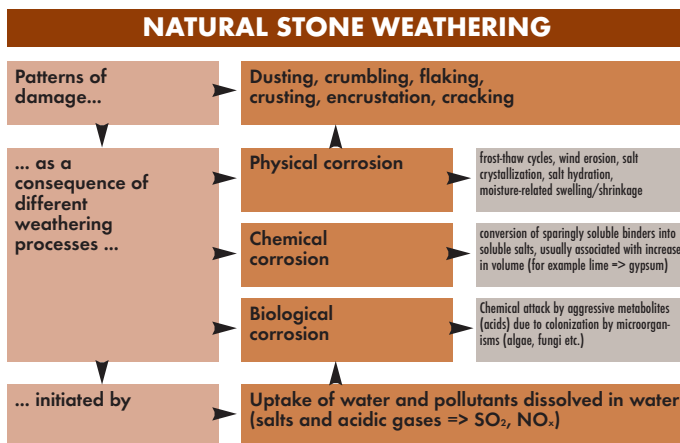 NATURAL STONE WEATHERING
Patterns of
damage...
Dusting, crumbling, flaking,
crusting, encrustation, cracking
... as a
consequence of
different
weathering
processes ...
Physical corrosion
frost-thaw cycles, wind erosion, salt
crystallization, salt hydration,
moisture-related swelling/shrinkage
Chemical
corrosion
conversion of sparingly soluble binders into
soluble salts, usually associated with increase
in volume (for example lime => gypsum)
Biological
corrosion
Chemical attack by aggressive metabolites
(acids) due to colonization by microorgan-
isms (algae, fungi etc.)
... initiated by
Uptake of water and pollutants dissolved in water
(salts and acidic gases => SO₂, NOₓ)